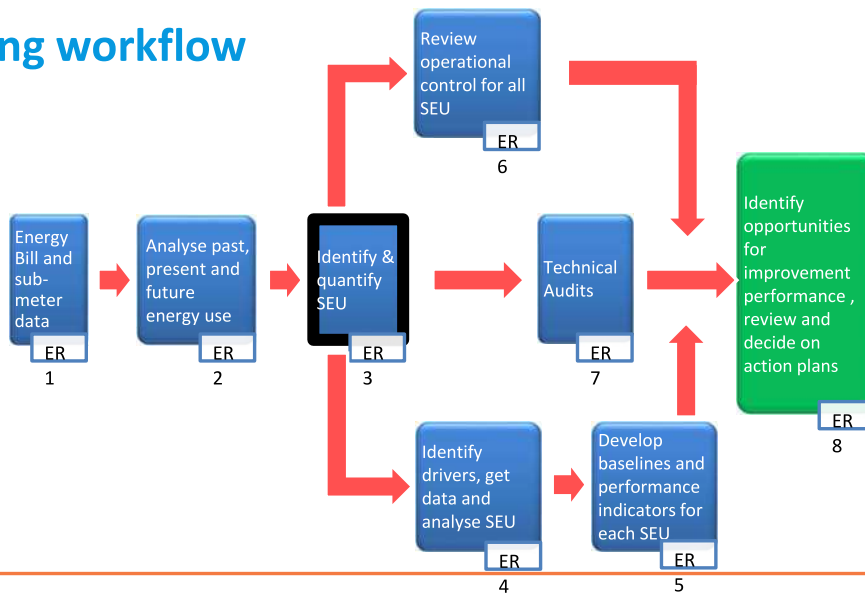 ng workflow
Review
operational
control for all
SEU
ER
6
Energy
Bill and
sub-
meter
data
ER
1
Analyse past,
present and
future
energy use
ER
2
Identify &
quantify
SEU
ER
3
Technical
Audits
ER
7
Identify
opportunities
for
improvement
performance ,
review and
decide on
action plans
ER
8
Identify
drivers, get
data and
analyse SEU
ER
4
Develop
baselines and
performance
indicators for
each SEU
ER
5